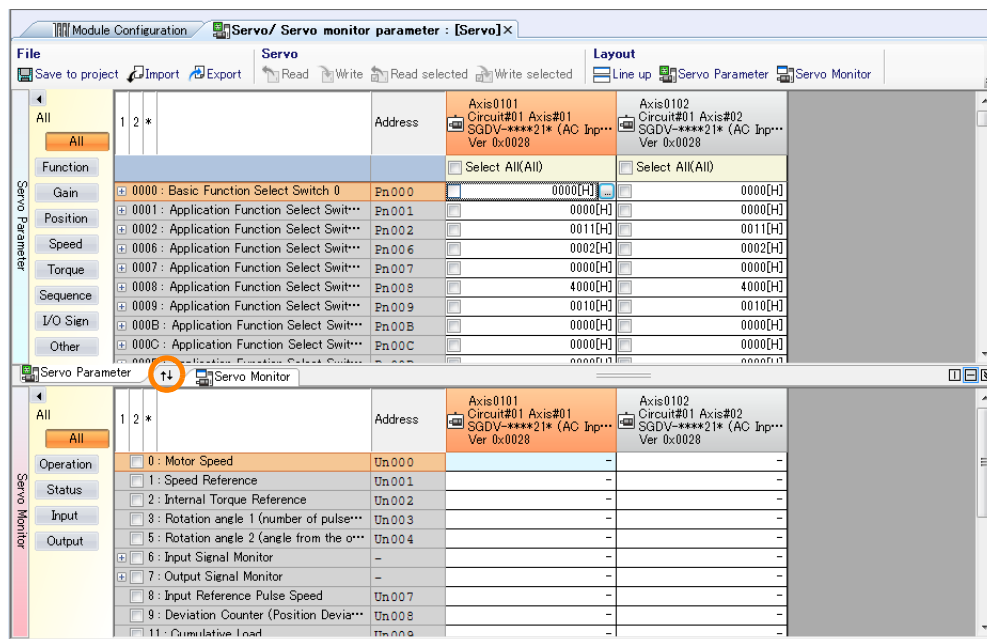 Module Configuration Servo/ Servo monitor parameter : [Servo]×
File Servo Layout
Save to project Import Export Read Write Read selected Write selected Line up Servo Parameter Servo Monitor
Servo Parameter
All
All
Function
Gain
Position
Speed
Torque
Sequence
I/O Sign
Other
1 2 * Address
Axis0101
Circuit#01 Axis#01
SGDV-****21* (AC Inp···
Ver 0x0028
Axis0102
Circuit#01 Axis#02
SGDV-****21* (AC Inp···
Ver 0x0028
Select All(All) Select All(All)
0000 : Basic Function Select Switch 0 Pn000 0000[H] ... 0000[H]
0001 : Application Function Select Swit··· Pn001 0000[H] 0000[H]
0002 : Application Function Select Swit··· Pn002 0011[H] 0011[H]
0006 : Application Function Select Swit··· Pn006 0002[H] 0002[H]
0007 : Application Function Select Swit··· Pn007 0000[H] 0000[H]
0008 : Application Function Select Swit··· Pn008 4000[H] 4000[H]
0009 : Application Function Select Swit··· Pn009 0010[H] 0010[H]
000B : Application Function Select Swit··· Pn00B 0000[H] 0000[H]
000C : Application Function Select Swit··· Pn00C 0000[H] 0000[H]
Servo Parameter Servo Monitor
Servo Monitor
All
All
Operation
Status
Input
Output
1 2 * Address
Axis0101
Circuit#01 Axis#01
SGDV-****21* (AC Inp···
Ver 0x0028
Axis0102
Circuit#01 Axis#02
SGDV-****21* (AC Inp···
Ver 0x0028
0 : Motor Speed Un000 - -
1 : Speed Reference Un001 - -
2 : Internal Torque Reference Un002 - -
3 : Rotation angle 1 (number of pulse··· Un003 - -
5 : Rotation angle 2 (angle from the o··· Un004 - -
6 : Input Signal Monitor - - -
7 : Output Signal Monitor - - -
8 : Input Reference Pulse Speed Un007 - -
9 : Deviation Counter (Position Devia··· Un008 - -
11 : Cumulative Load Un009 - -